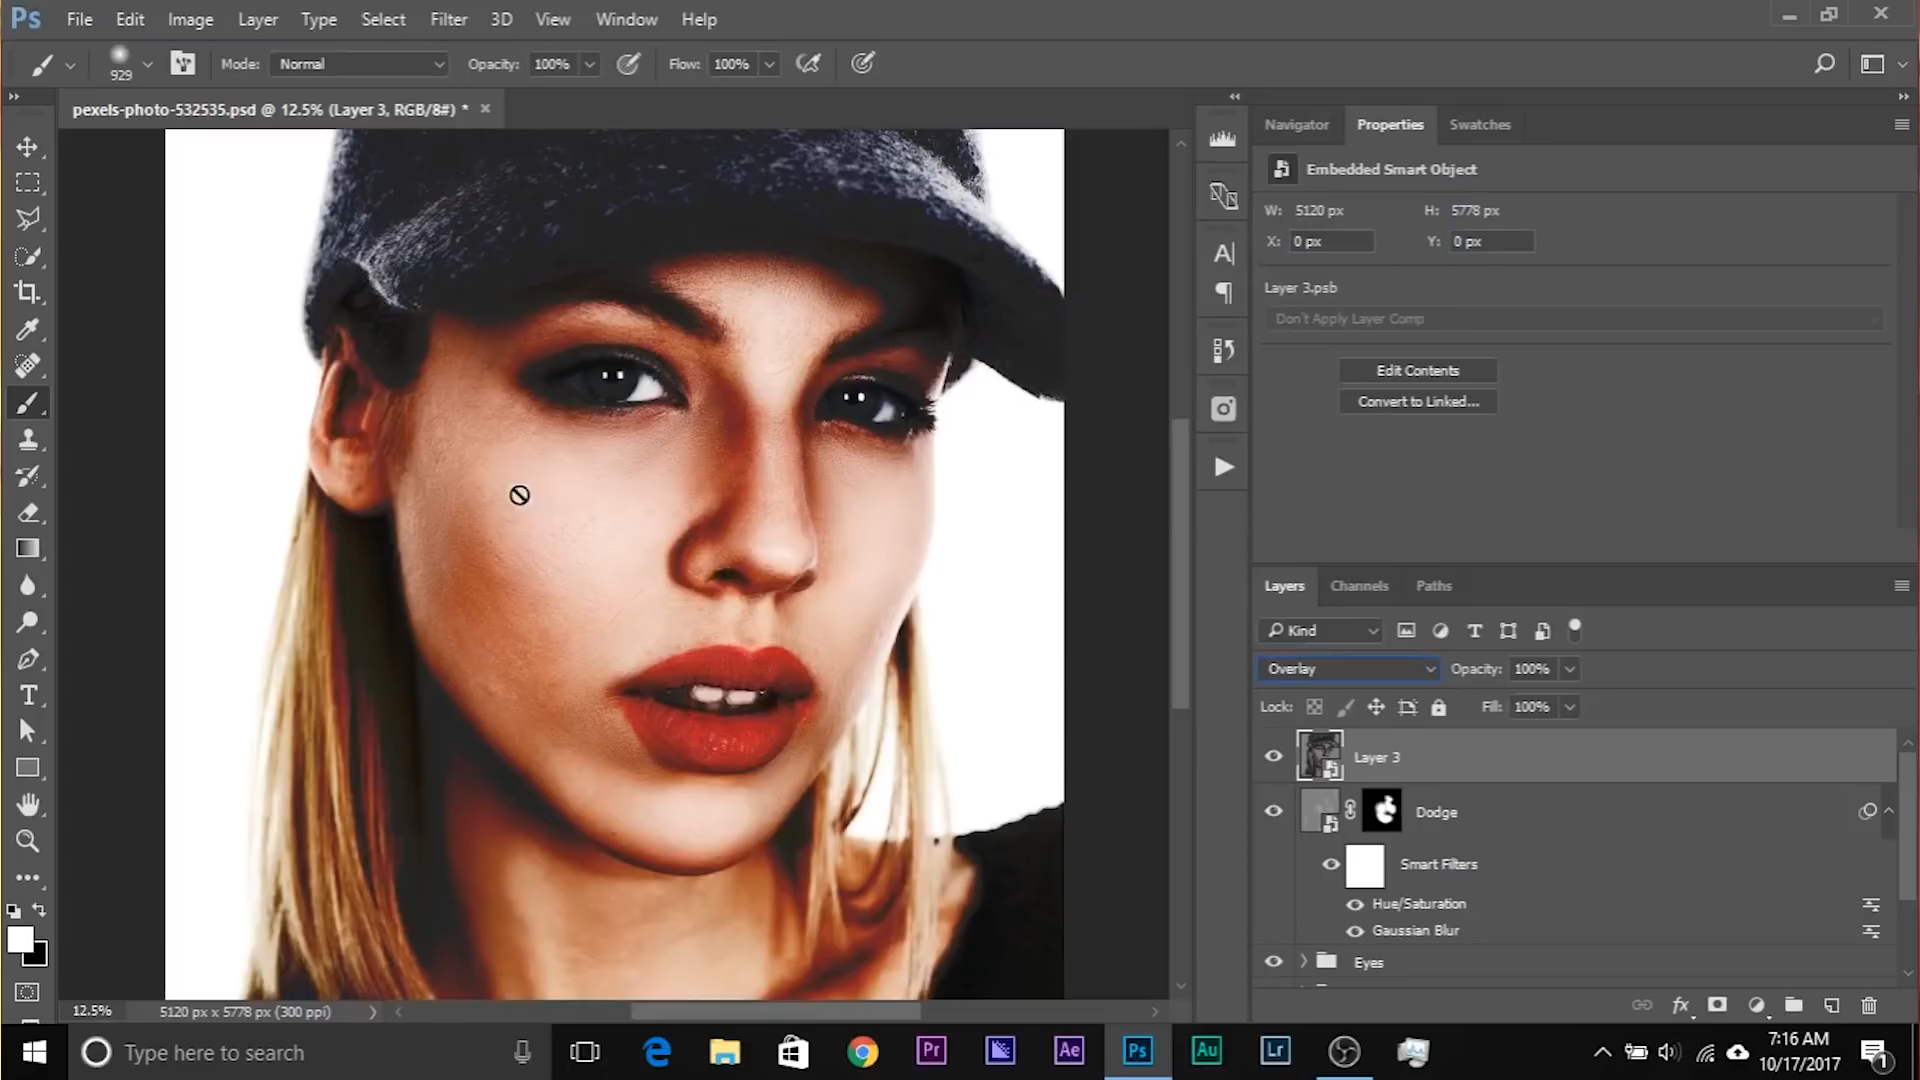 Ps File Edit Image Layer Type Select Filter 3D View Window Help
929 Mode: Normal Opacity: 100% Flow: 100%
pexels-photo-532535.psd @ 12.5% (Layer 3, RGB/8#) * ×
Navigator Properties Swatches
Embedded Smart Object
W: 5120 px H: 5778 px
X: 0 px Y: 0 px
Layer 3.psb
Don't Apply Layer Comp
Edit Contents
Convert to Linked...
Layers Channels Paths
Kind
Overlay Opacity: 100%
Lock: Fill: 100%
Layer 3
Dodge
Smart Filters
Hue/Saturation
Gaussian Blur
Eyes
12.5% 5120 px x 5778 px (300 ppi)
Type here to search
Pr Ae Ps Au Lr
7:16 AM
10/17/2017
1